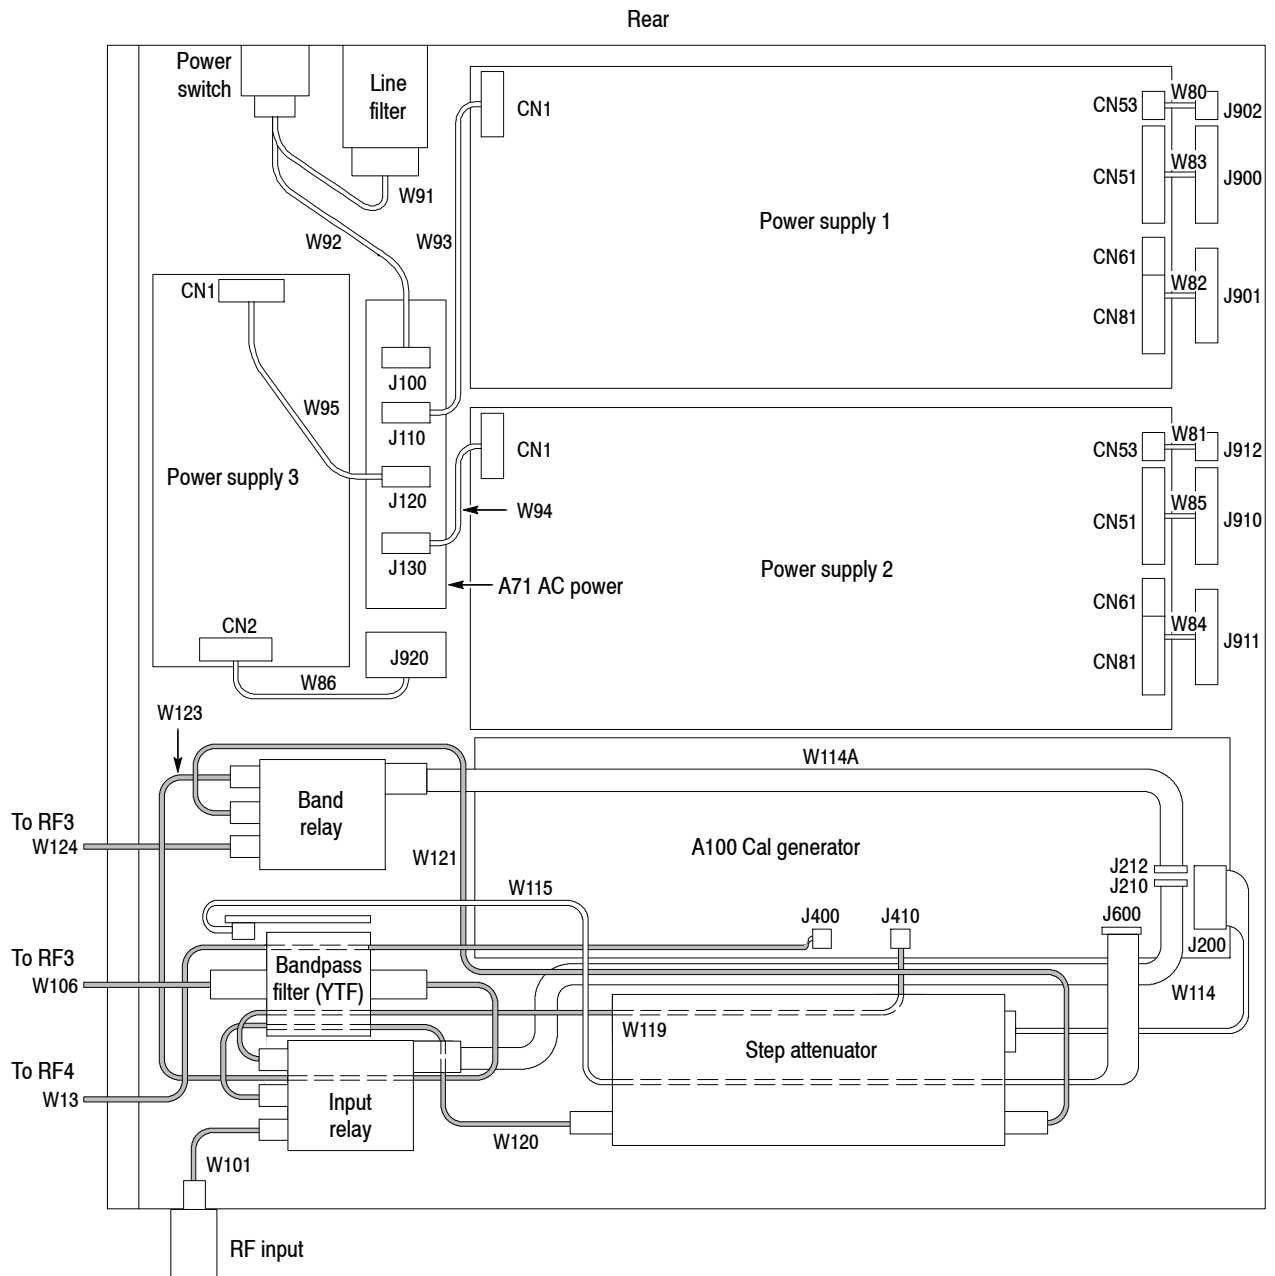 Rear
Power
switch
Line
filter
CN1
CN53
W80
J902
W83
CN51
J900
W91
W92
W93
Power supply 1
CN61
W82
J901
CN81
CN1
J100
W95
J110
CN1
CN53
W81
J912
Power supply 3
J120
W94
W85
CN51
J910
J130
A71 AC power
Power supply 2
CN61
W84
J911
CN81
CN2
J920
W86
W123
W114A
Band
relay
To RF3
W124
W121
A100 Cal generator
J212
J210
W115
J400
J410
J600
J200
To RF3
W106
Bandpass
filter (YTF)
W114
W119
Step attenuator
To RF4
W13
Input
relay
W120
W101
RF input